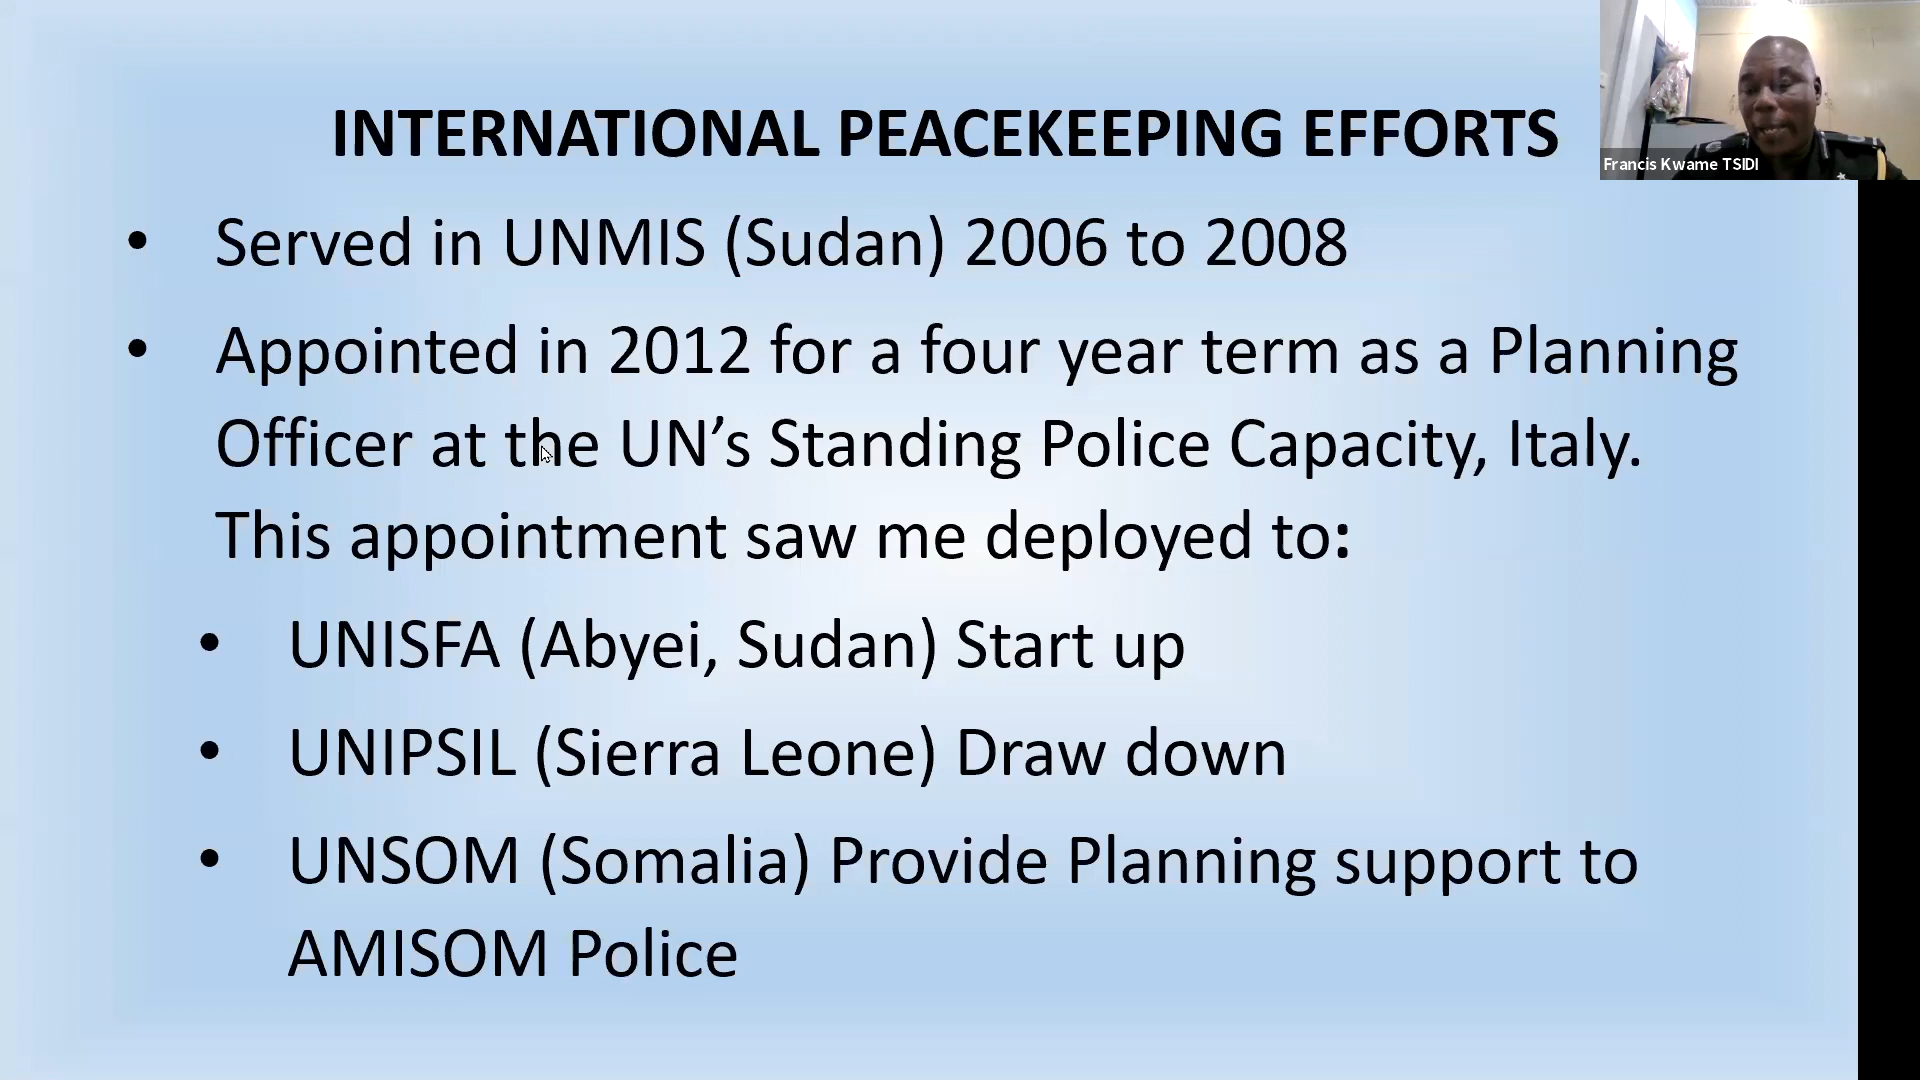 INTERNATIONAL PEACEKEEPING EFFORTS
Francis Kwame TSIDI
• Served in UNMIS (Sudan) 2006 to 2008
• Appointed in 2012 for a four year term as a Planning
Officer at the UN’s Standing Police Capacity, Italy.
This appointment saw me deployed to:
• UNISFA (Abyei, Sudan) Start up
• UNIPSIL (Sierra Leone) Draw down
• UNSOM (Somalia) Provide Planning support to
AMISOM Police